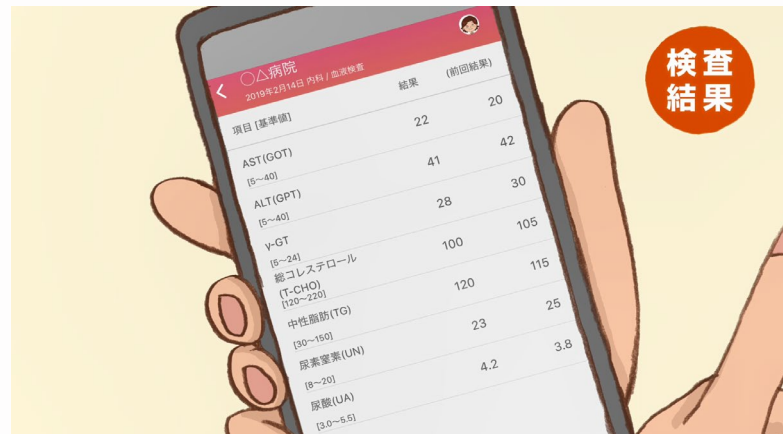 ○△病院
2019年2月14日 内科 / 血液検査
項目 [基準値] 結果 (前回結果)
AST(GOT) 22 20
[5〜40]
ALT(GPT) 41 42
[5〜40]
γ-GT 28 30
[5〜24]
総コレステロール 100 105
(T-CHO)
[120〜220]
中性脂肪(TG) 120 115
[30〜150]
尿素窒素(UN) 23 25
[8〜20]
尿酸(UA) 4.2 3.8
[3.0〜5.5]
検査
結果